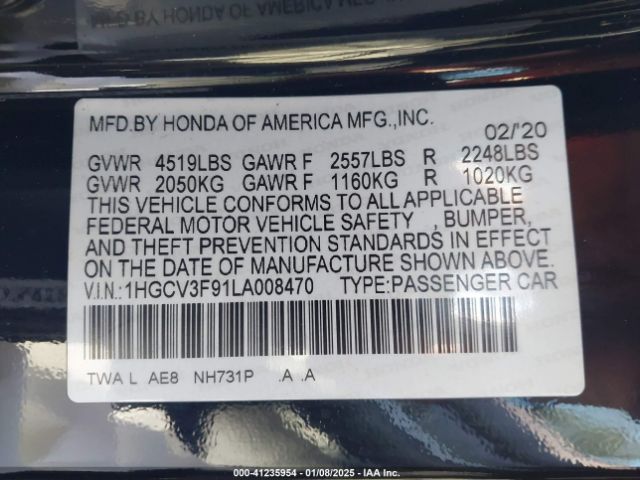 MFD.BY HONDA OF AMERICA MFG.,INC. 02/'20
GVWR 4519LBS GAWR F 2557LBS R 2248LBS
GVWR 2050KG GAWR F 1160KG R 1020KG
THIS VEHICLE CONFORMS TO ALL APPLICABLE
FEDERAL MOTOR VEHICLE SAFETY , BUMPER,
AND THEFT PREVENTION STANDARDS IN EFFECT
ON THE DATE OF MANUFACTURE SHOWN ABOVE.
V.I.N.:1HGCV3F91LA008470 TYPE:PASSENGER CAR
TWA L AE8 NH731P .A .A
000-41235954 - 01/08/2025 - IAA Inc.